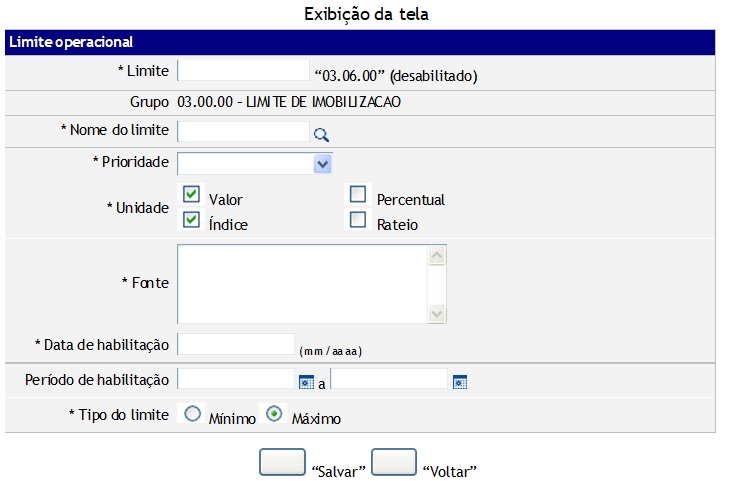 Exibição da tela
Limite operacional
* Limite “03.06.00” (desabilitado)
Grupo 03.00.00 – LIMITE DE IMOBILIZACAO
* Nome do limite
* Prioridade
* Unidade
Valor Percentual
Índice Rateio
* Fonte
* Data de habilitação (mm/aaaa)
Período de habilitação a
* Tipo do limite Mínimo Máximo
“Salvar” “Voltar”